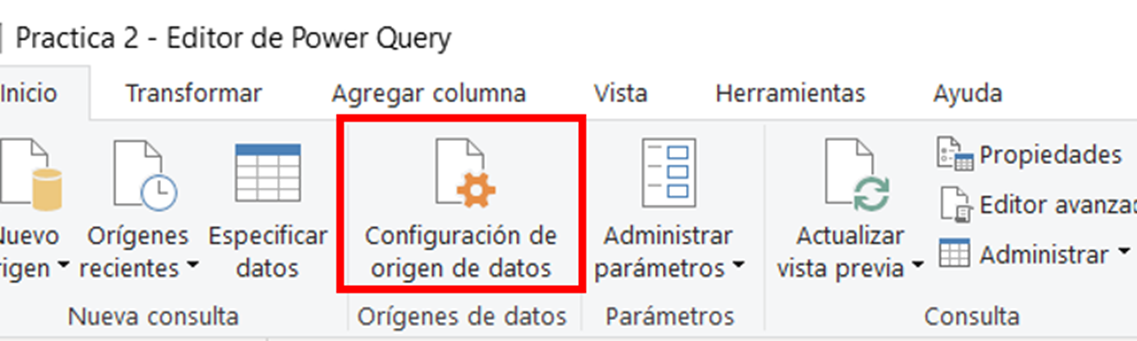 Practica 2 - Editor de Power Query
Inicio Transformar Agregar columna Vista Herramientas Ayuda
Propiedades
Editor avanzad
Administrar
Nuevo origen
Orígenes recientes
Especificar datos
Configuración de
origen de datos
Administrar
parámetros
Actualizar
vista previa
Nueva consulta Orígenes de datos Parámetros Consulta